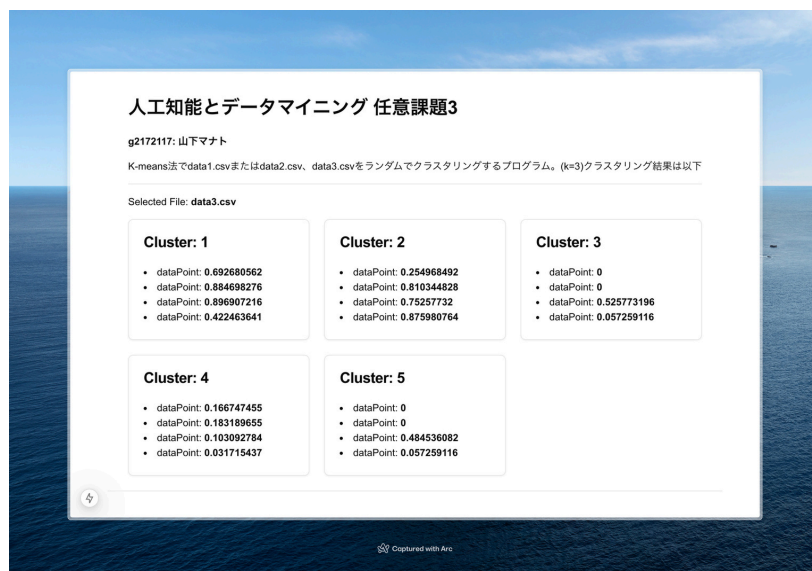 人工知能とデータマイニング 任意課題3
g2172117: 山下マナト
K-means法でdata1.csvまたはdata2.csv、data3.csvをランダムでクラスタリングするプログラム。(k=3)クラスタリング結果は以下
Selected File: data3.csv
Cluster: 1
• dataPoint: 0.692680562
• dataPoint: 0.884698276
• dataPoint: 0.896907216
• dataPoint: 0.422463641
Cluster: 2
• dataPoint: 0.254968492
• dataPoint: 0.810344828
• dataPoint: 0.75257732
• dataPoint: 0.875980764
Cluster: 3
• dataPoint: 0
• dataPoint: 0
• dataPoint: 0.525773196
• dataPoint: 0.057259116
Cluster: 4
• dataPoint: 0.166747455
• dataPoint: 0.183189655
• dataPoint: 0.103092784
• dataPoint: 0.031715437
Cluster: 5
• dataPoint: 0
• dataPoint: 0
• dataPoint: 0.484536082
• dataPoint: 0.057259116
Captured with Arc